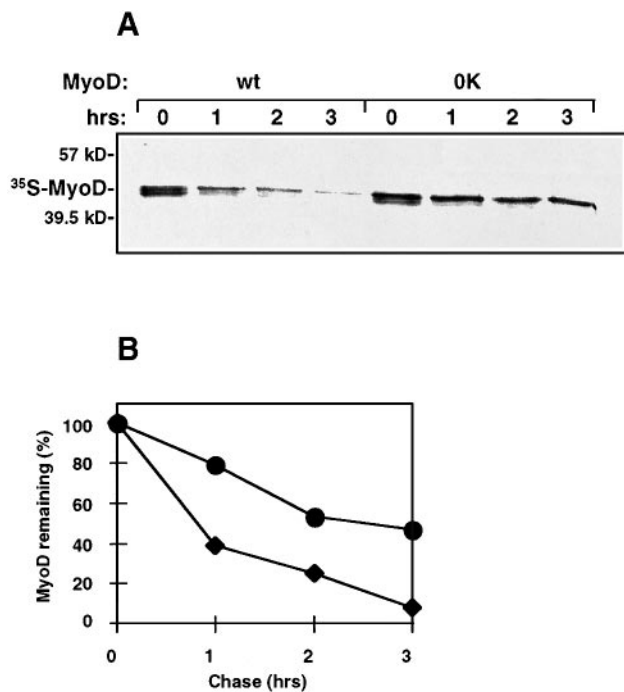 A
MyoD: wt 0K
hrs: 0 1 2 3 0 1 2 3
57 kD-
³⁵S-MyoD-
39.5 kD-
B
MyoD remaining (%)
100
80
60
40
20
0
0 1 2 3
Chase (hrs)